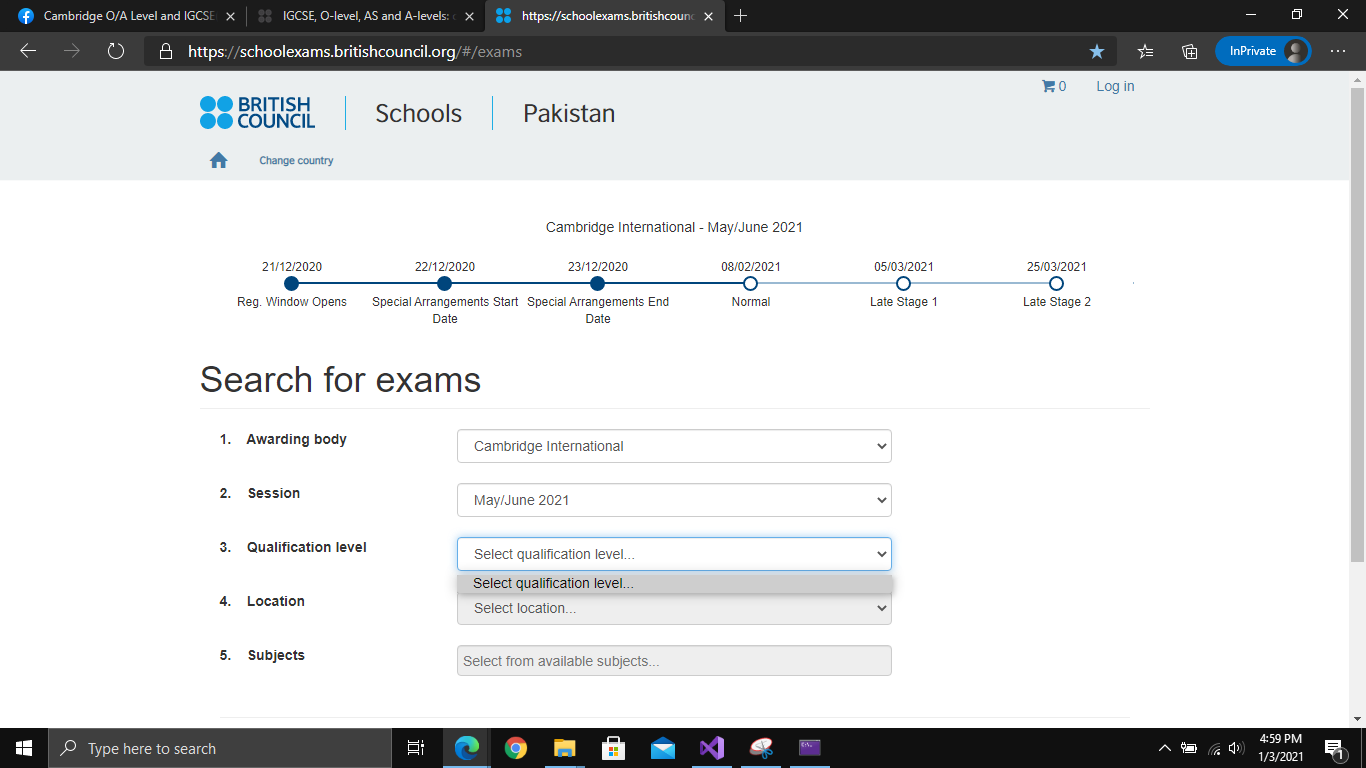 Cambridge O/A Level and IGCSE
IGCSE, O-level, AS and A-levels:
https://schoolexams.britishcounc
https://schoolexams.britishcouncil.org/#/exams
InPrivate
0
Log in
BRITISH
COUNCIL
Schools
Pakistan
Change country
Cambridge International - May/June 2021
21/12/2020 22/12/2020 23/12/2020 08/02/2021 05/03/2021 25/03/2021
Reg. Window Opens Special Arrangements Start Special Arrangements End Normal Late Stage 1 Late Stage 2
Date Date
Search for exams
1. Awarding body Cambridge International
2. Session May/June 2021
3. Qualification level Select qualification level...
Select qualification level...
4. Location Select location...
5. Subjects Select from available subjects...
Type here to search
4:59 PM
1/3/2021
1